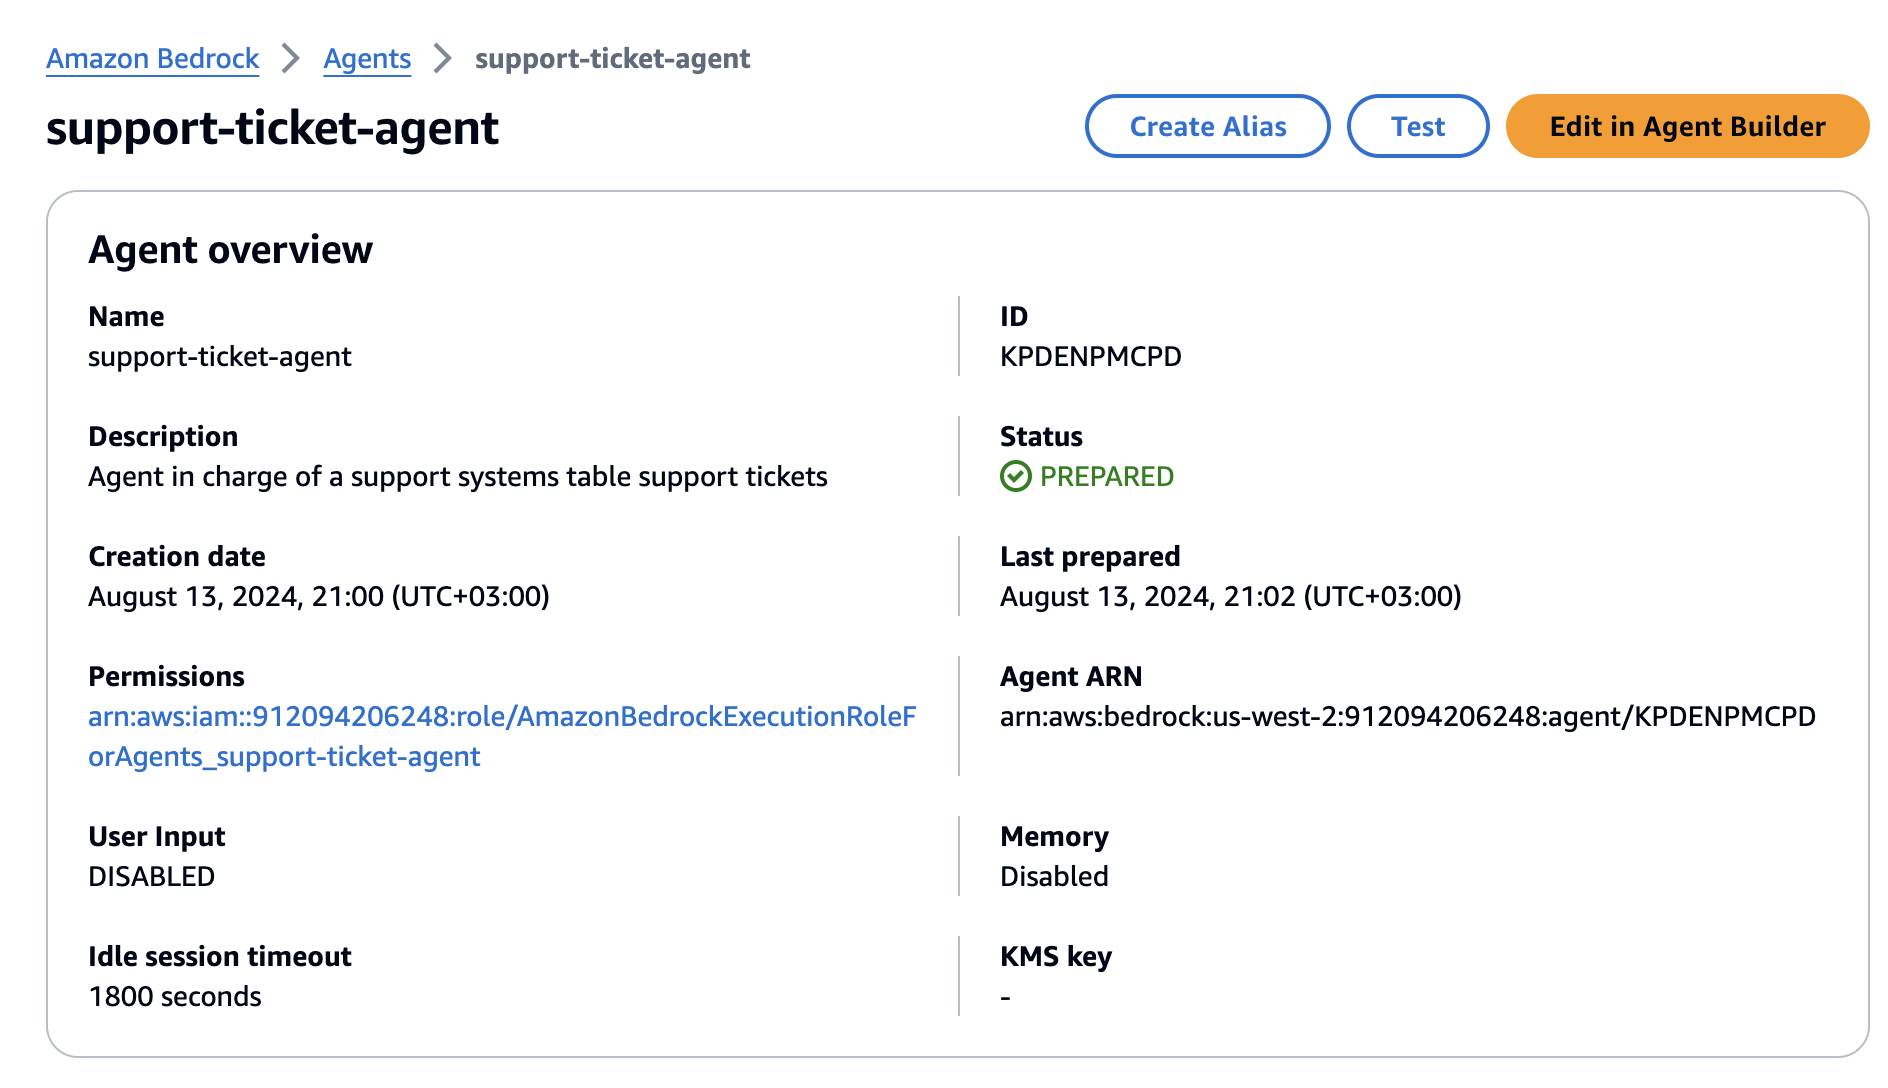 Amazon Bedrock > Agents > support-ticket-agent
support-ticket-agent
Create Alias
Test
Edit in Agent Builder
Agent overview
Name
support-ticket-agent
ID
KPDENPMCPD
Description
Agent in charge of a support systems table support tickets
Status
PREPARED
Creation date
August 13, 2024, 21:00 (UTC+03:00)
Last prepared
August 13, 2024, 21:02 (UTC+03:00)
Permissions
arn:aws:iam::912094206248:role/AmazonBedrockExecutionRoleF
orAgents_support-ticket-agent
Agent ARN
arn:aws:bedrock:us-west-2:912094206248:agent/KPDENPMCPD
User Input
DISABLED
Memory
Disabled
Idle session timeout
1800 seconds
KMS key
-